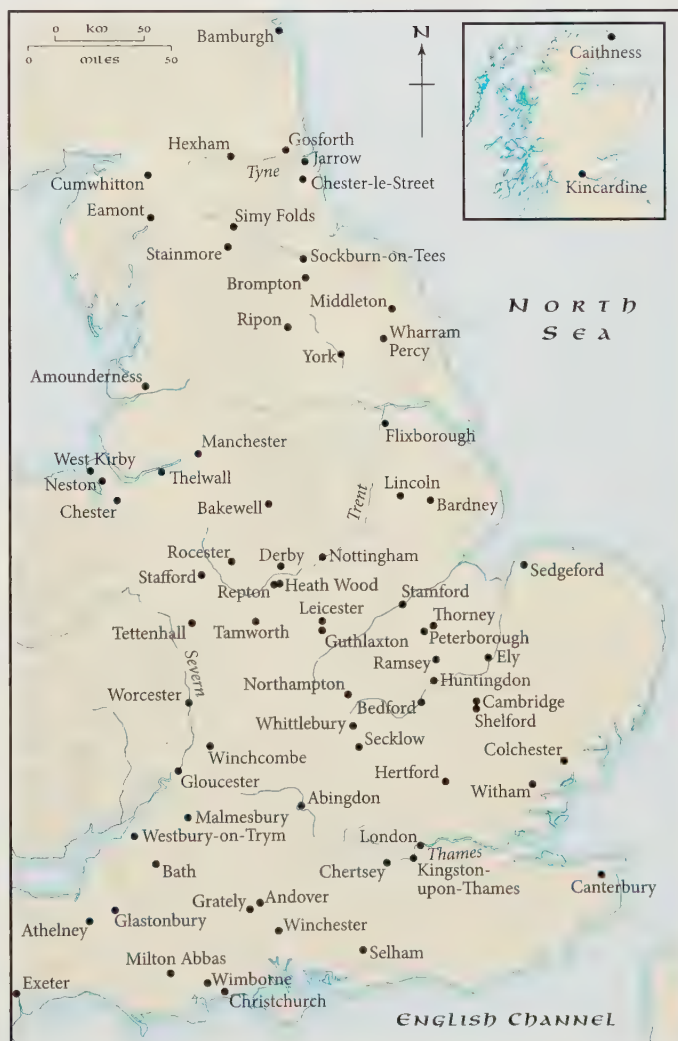 0 km 50
0 MILES 50
Bamburgh
N
Caithness
Kincardine
Hexham
Gosforth
Jarrow
Tyne
Cumwhitton
Chester-le-Street
Eamont
Simy Folds
Stainmore
Sockburn-on-Tees
Brompton
Middleton
NORTH
SEA
Ripon
Wharram
Percy
York
Amounderness
Flixborough
Manchester
West Kirby
Thelwall
Neston
Chester
Lincoln
Trent
Bardney
Bakewell
Rocester
Derby
Nottingham
Sedgeford
Stafford
Heath Wood
Repton
Stamford
Leicester
Thorney
Tettenhall
Tamworth
Guthlaxton
Peterborough
Ramsey
Ely
Severn
Huntingdon
Northampton
Worcester
Bedford
Cambridge
Shelford
Whittlebury
Winchcombe
Secklow
Colchester
Gloucester
Hertford
Witham
Abingdon
Malmesbury
Westbury-on-Trym
London
Thames
Bath
Chertsey
Kingston-
upon-Thames
Canterbury
Andover
Grately
Glastonbury
Athelney
Winchester
Selham
Milton Abbas
Exeter
Wimborne
Christchurch
ENGLISH CHANNEL